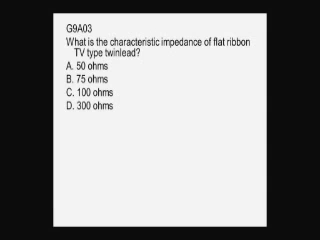 G9A03
What is the characteristic impedance of flat ribbon
TV type twinlead?
A. 50 ohms
B. 75 ohms
C. 100 ohms
D. 300 ohms